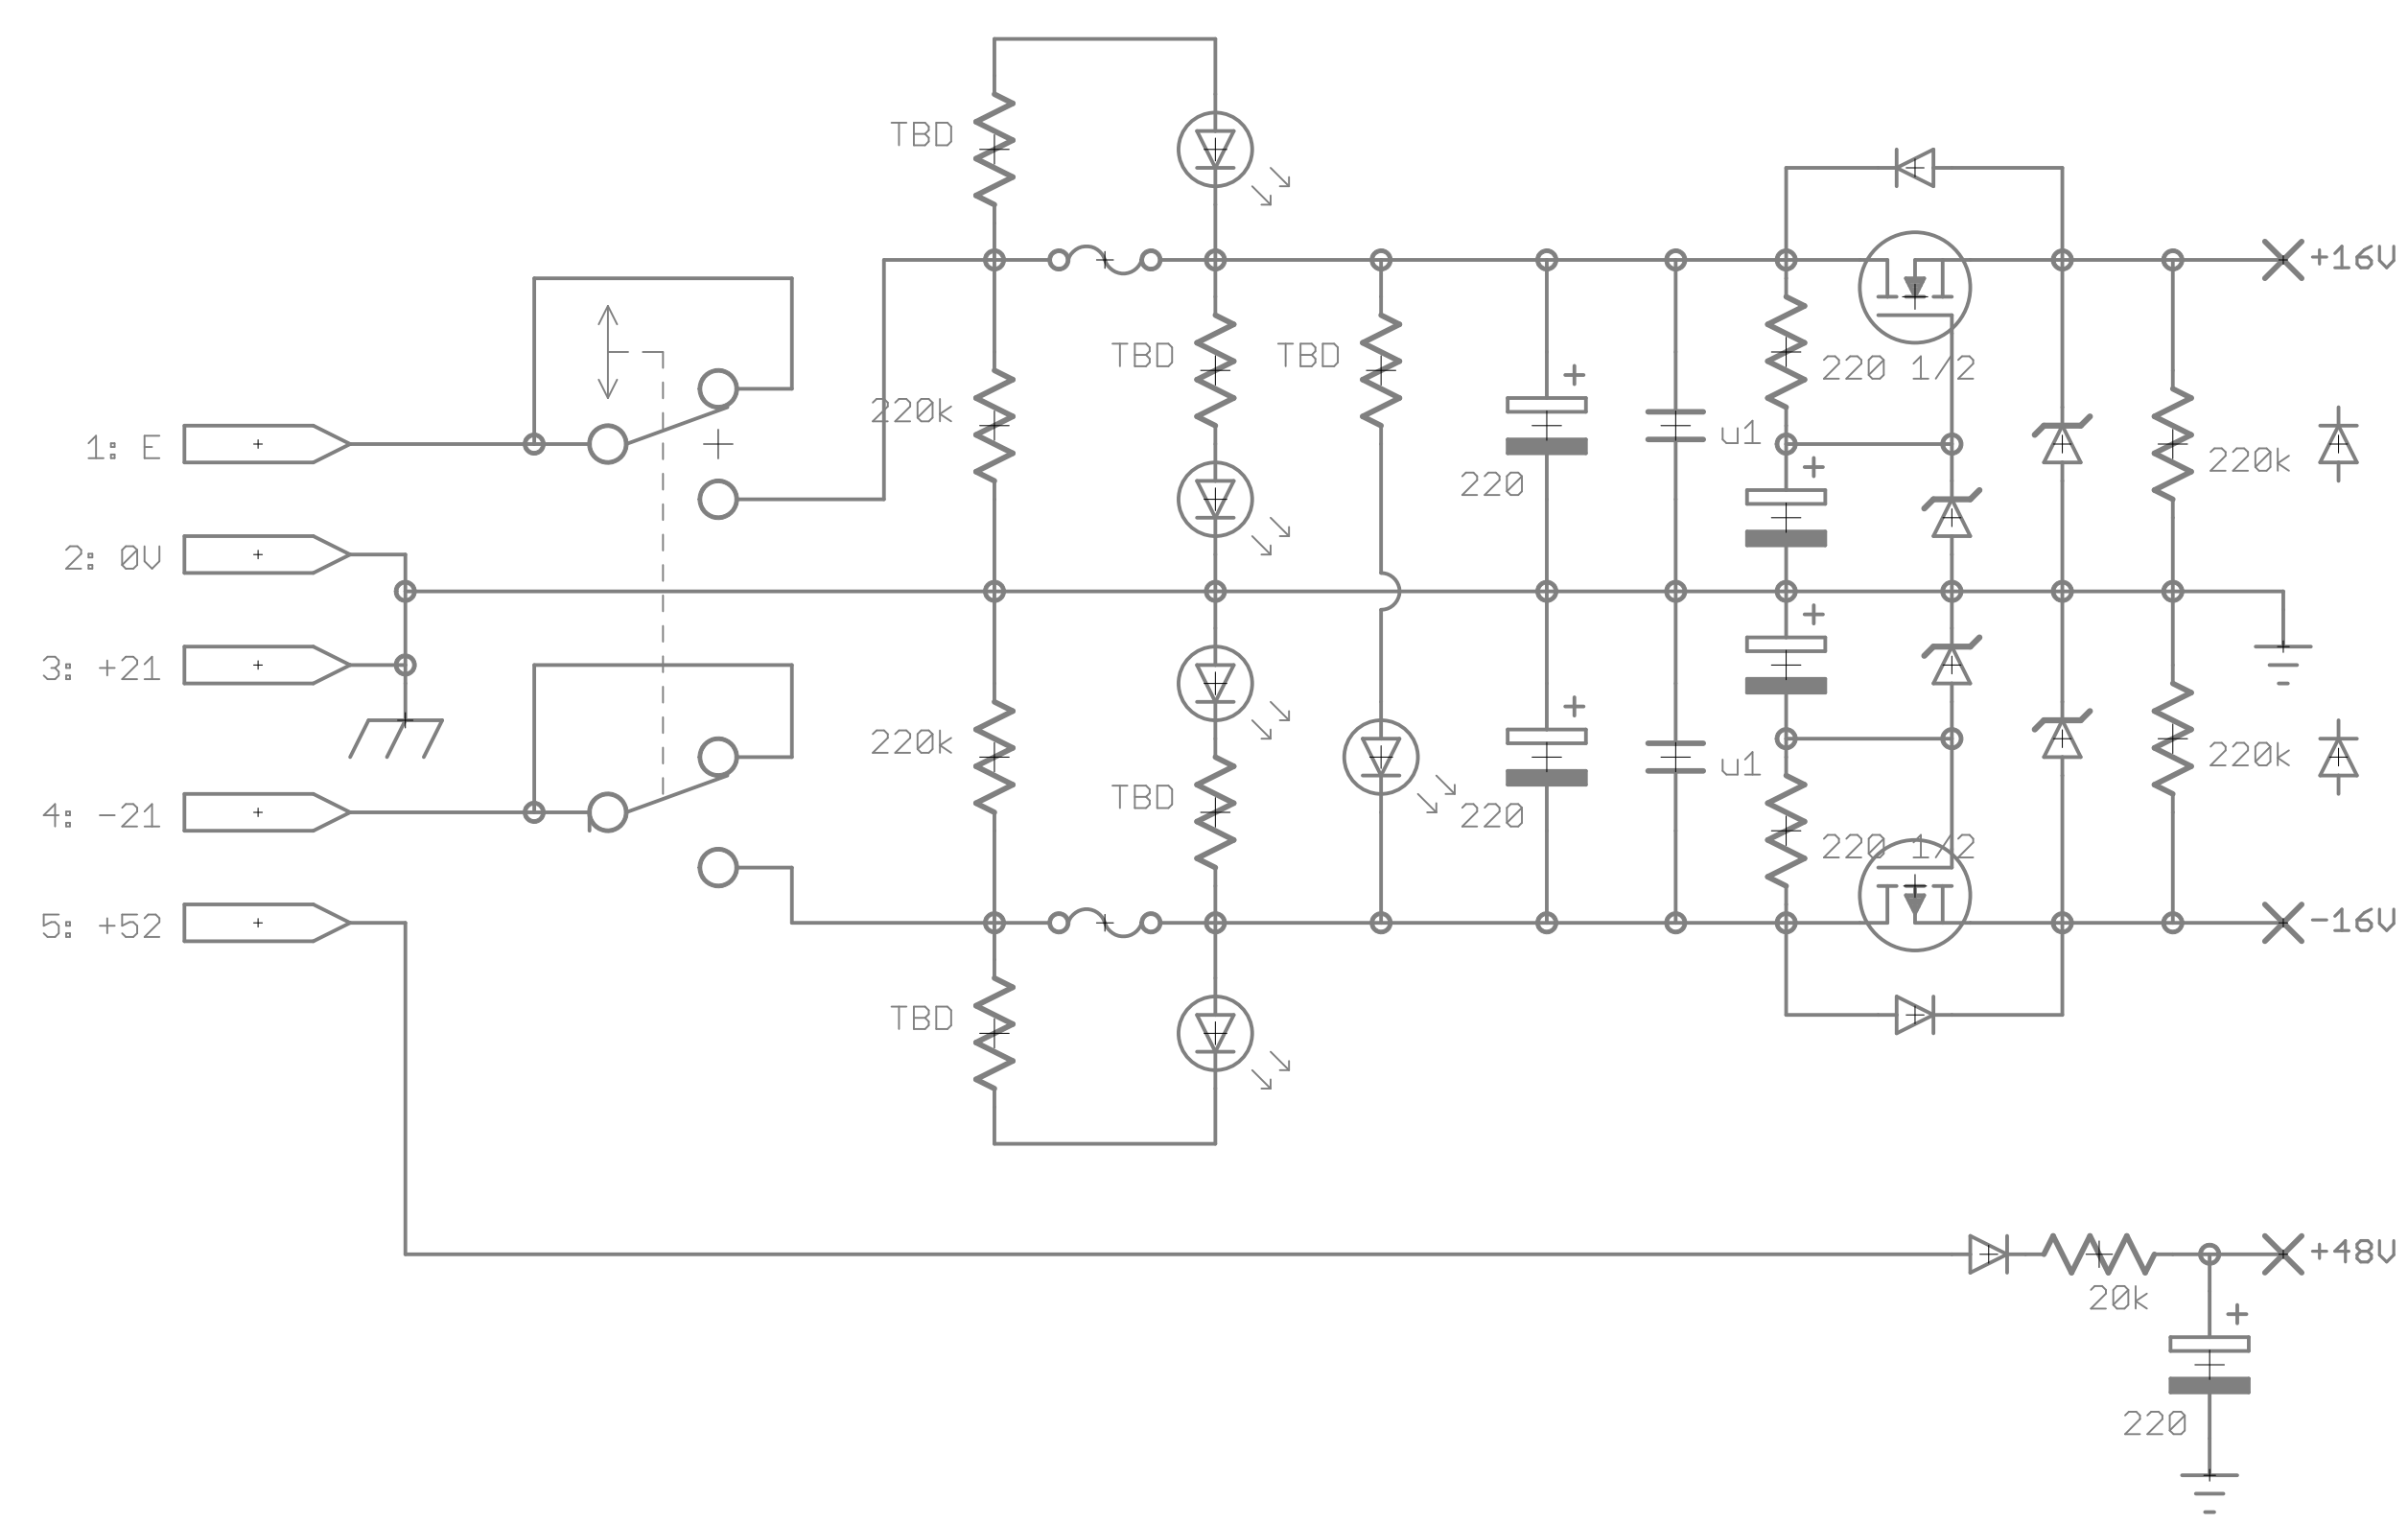 TBD
+16V
TBD
TBD
220 1/2
220k
1: E
u1
220k
220
2: 0V
3: +21
220k
220k
u1
TBD
4: -21
220
220 1/2
5: +52
-16V
TBD
+48V
20k
220